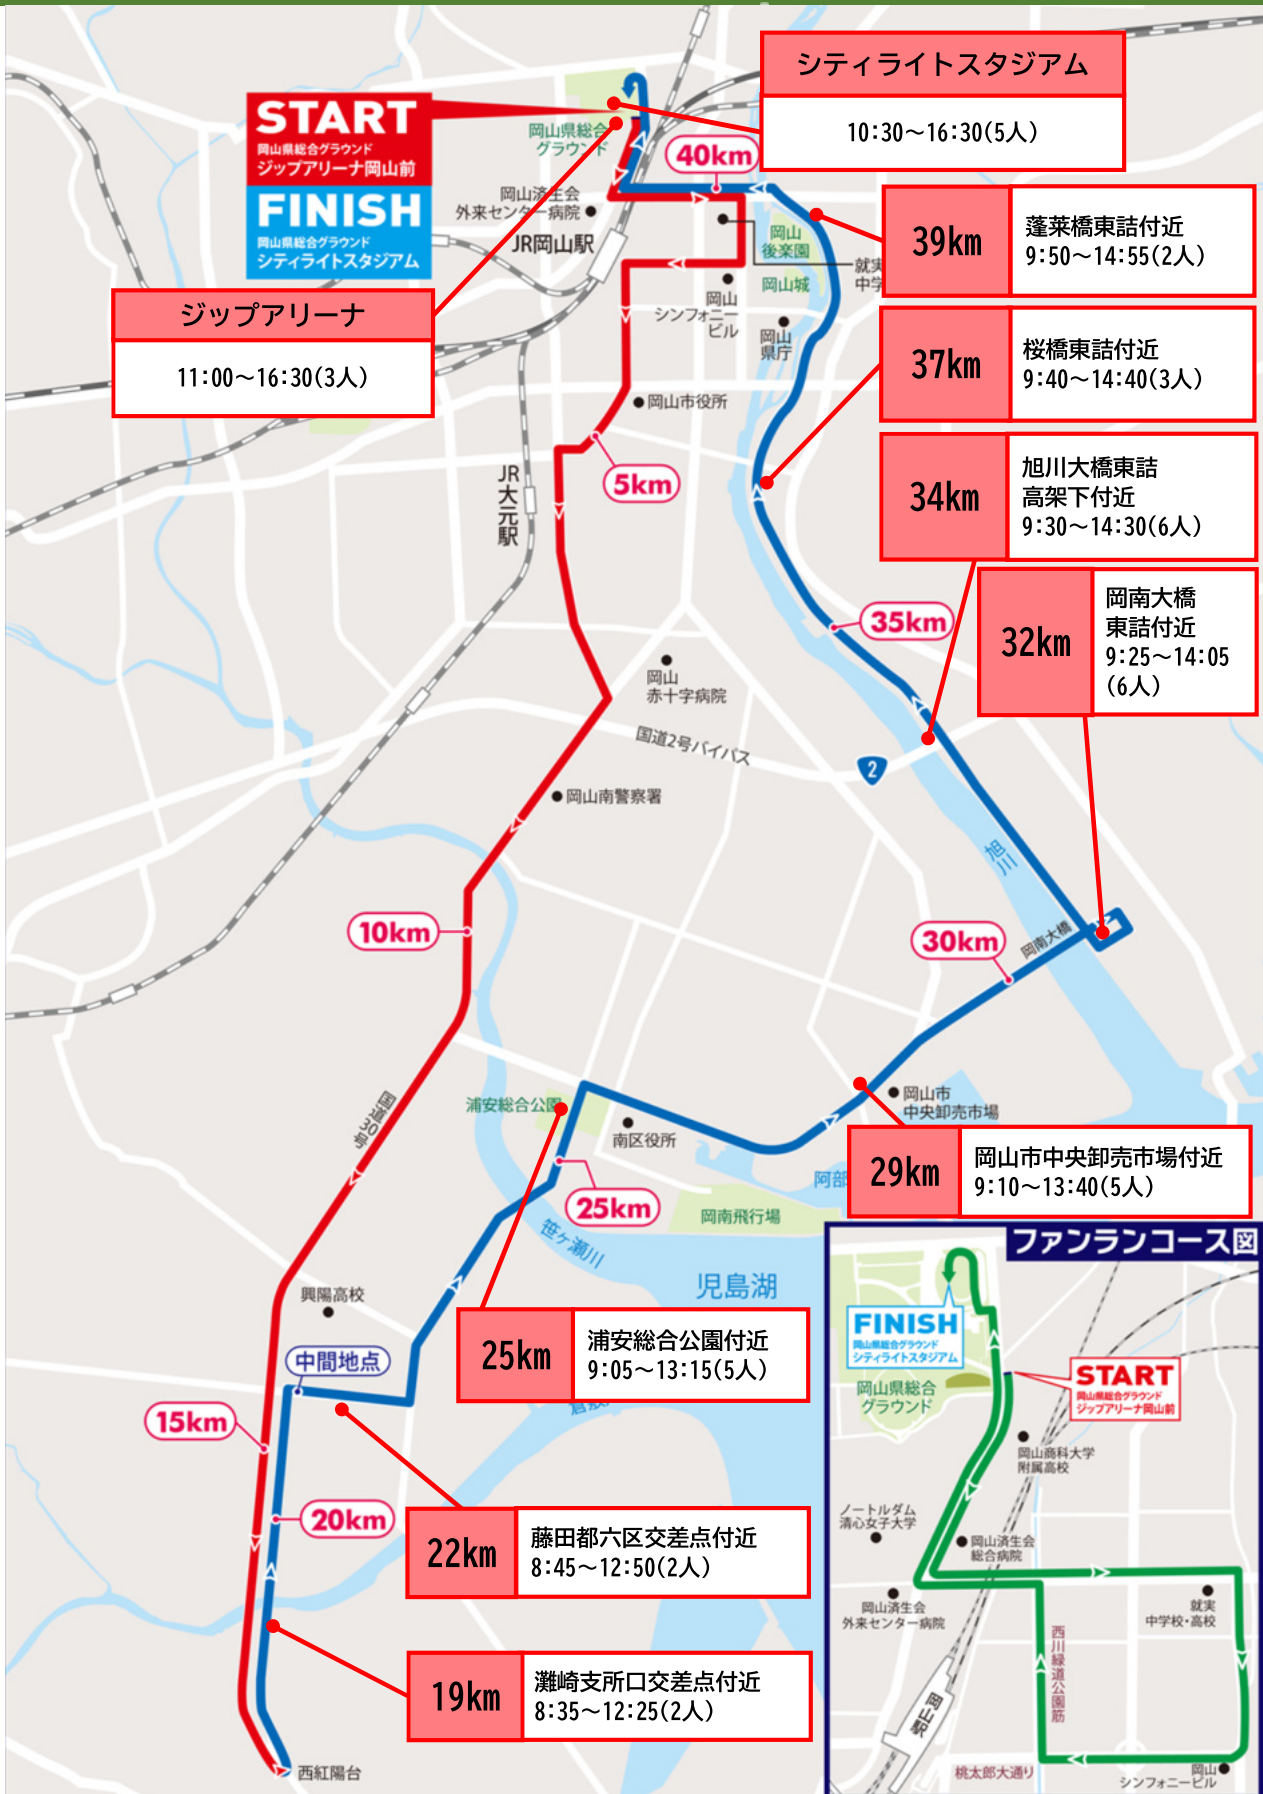 シティライトスタジアム
10:30～16:30(5人)
START
岡山県総合グラウンド
ジップアリーナ岡山前
FINISH
岡山県総合グラウンド
シティライトスタジアム
岡山県総合
グラウンド
40km
岡山済生会
外来センター病院
JR岡山駅
岡山
後楽園
岡山城
就実
中学
39km
蓬莱橋東詰付近
9:50～14:55(2人)
ジップアリーナ
11:00～16:30(3人)
岡山
シンフォニー
ビル
岡山
県庁
37km
桜橋東詰付近
9:40～14:40(3人)
岡山市役所
5km
JR大元駅
34km
旭川大橋東詰
高架下付近
9:30～14:30(6人)
35km
32km
岡南大橋
東詰付近
9:25～14:05
(6人)
岡山
赤十字病院
国道2号バイパス
2
岡山南警察署
旭川
10km
30km
岡南大橋
国道30号
浦安総合公園
南区役所
岡山市
中央卸売市場
29km
岡山市中央卸売市場付近
9:10～13:40(5人)
阿部
25km
岡南飛行場
笹ヶ瀬川
児島湖
興陽高校
中間地点
25km
浦安総合公園付近
9:05～13:15(5人)
15km
20km
22km
藤田都六区交差点付近
8:45～12:50(2人)
19km
灘崎支所口交差点付近
8:35～12:25(2人)
西紅陽台
ファンランコース図
FINISH
岡山県総合グラウンド
シティライトスタジアム
START
岡山県総合グラウンド
ジップアリーナ岡山前
岡山県総合
グラウンド
岡山商科大学
附属高校
ノートルダム
清心女子大学
岡山済生会
総合病院
岡山済生会
外来センター病院
就実
中学校・高校
西川緑道公園筋
岡山駅
桃太郎大通り
岡山
シンフォニービル